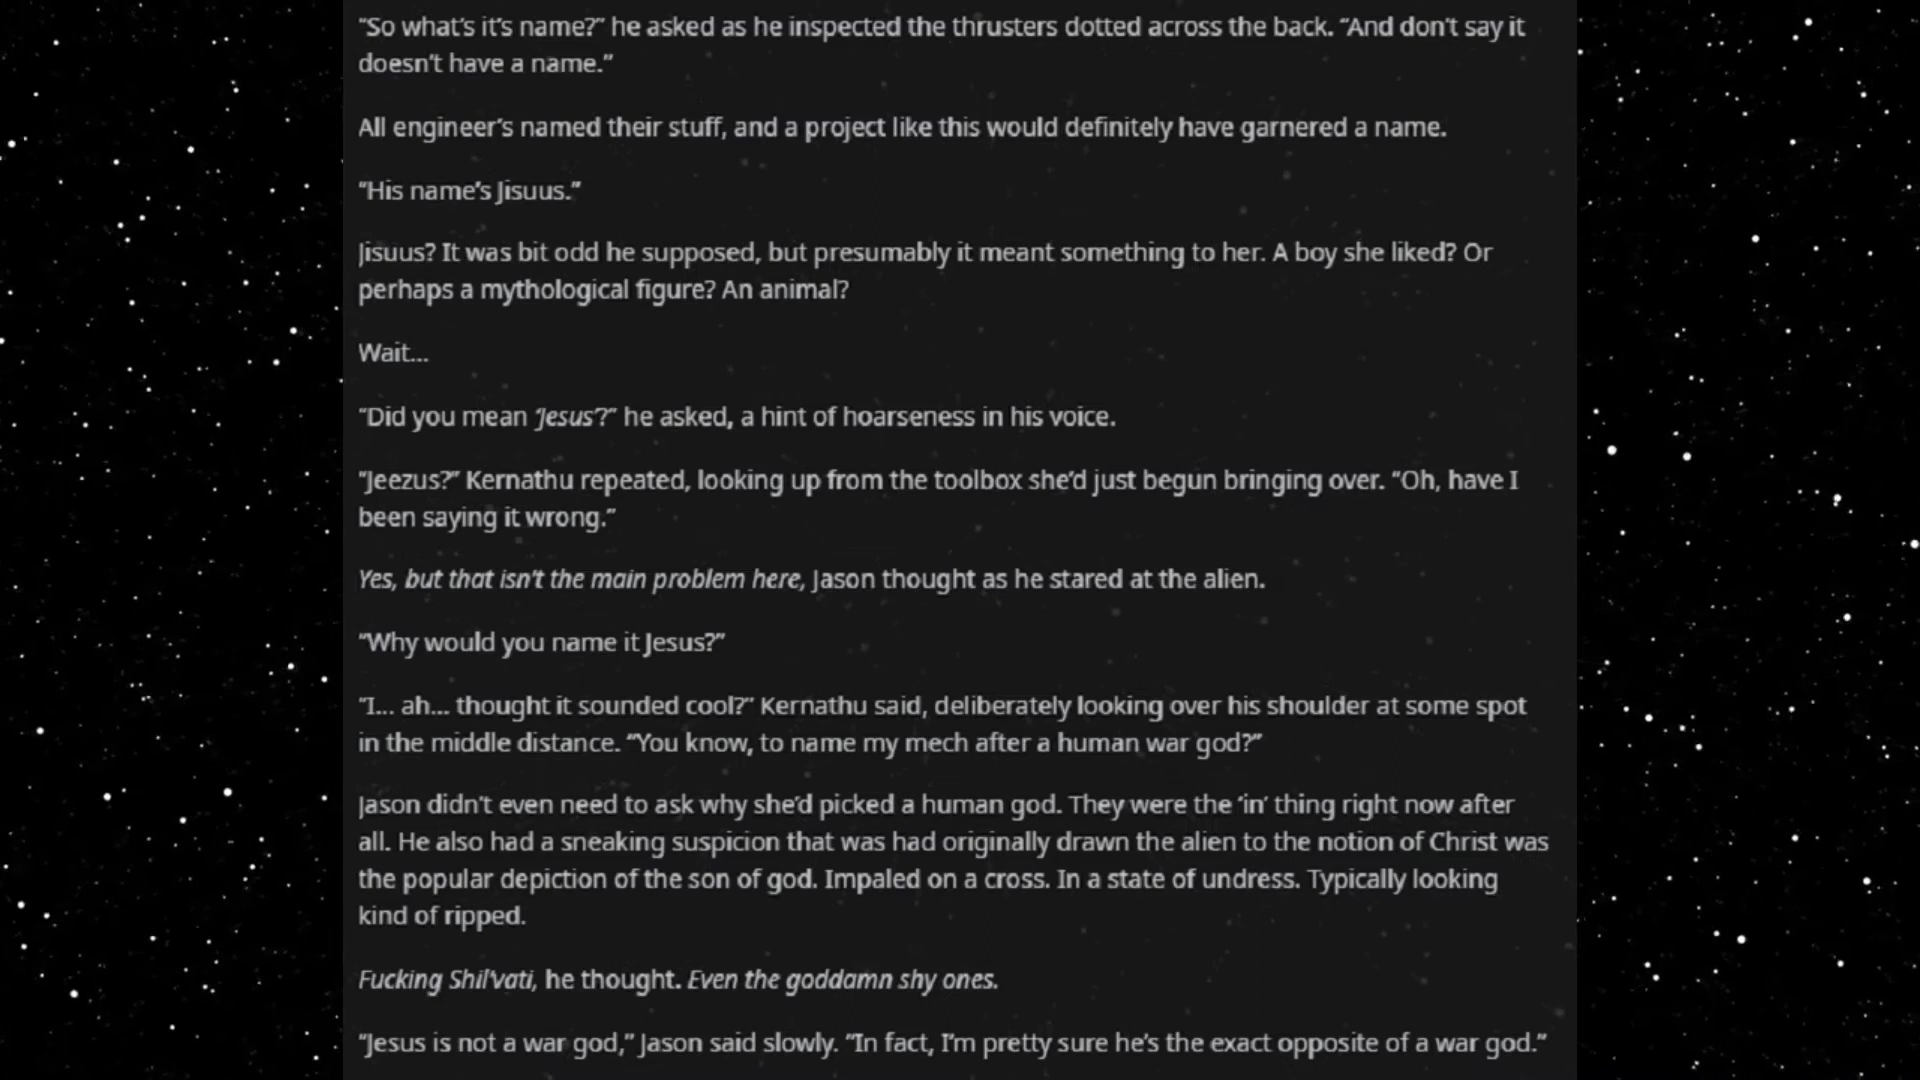 “So what’s it’s name?” he asked as he inspected the thrusters dotted across the back. “And don’t say it
doesn’t have a name.”
All engineer’s named their stuff, and a project like this would definitely have garnered a name.
“His name’s Jisuus.”
Jisuus? It was bit odd he supposed, but presumably it meant something to her. A boy she liked? Or
perhaps a mythological figure? An animal?
Wait...
“Did you mean ‘Jesus’?” he asked, a hint of hoarseness in his voice.
“Jeezus?” Kernathu repeated, looking up from the toolbox she’d just begun bringing over. “Oh, have I
been saying it wrong.”
Yes, but that isn’t the main problem here, Jason thought as he stared at the alien.
“Why would you name it Jesus?”
“I... ah... thought it sounded cool?” Kernathu said, deliberately looking over his shoulder at some spot
in the middle distance. “You know, to name my mech after a human war god?”
Jason didn’t even need to ask why she’d picked a human god. They were the ‘in’ thing right now after
all. He also had a sneaking suspicion that was had originally drawn the alien to the notion of Christ was
the popular depiction of the son of god. Impaled on a cross. In a state of undress. Typically looking
kind of ripped.
Fucking Shil’vati, he thought. Even the goddamn shy ones.
“Jesus is not a war god,” Jason said slowly. “In fact, I’m pretty sure he’s the exact opposite of a war god.”